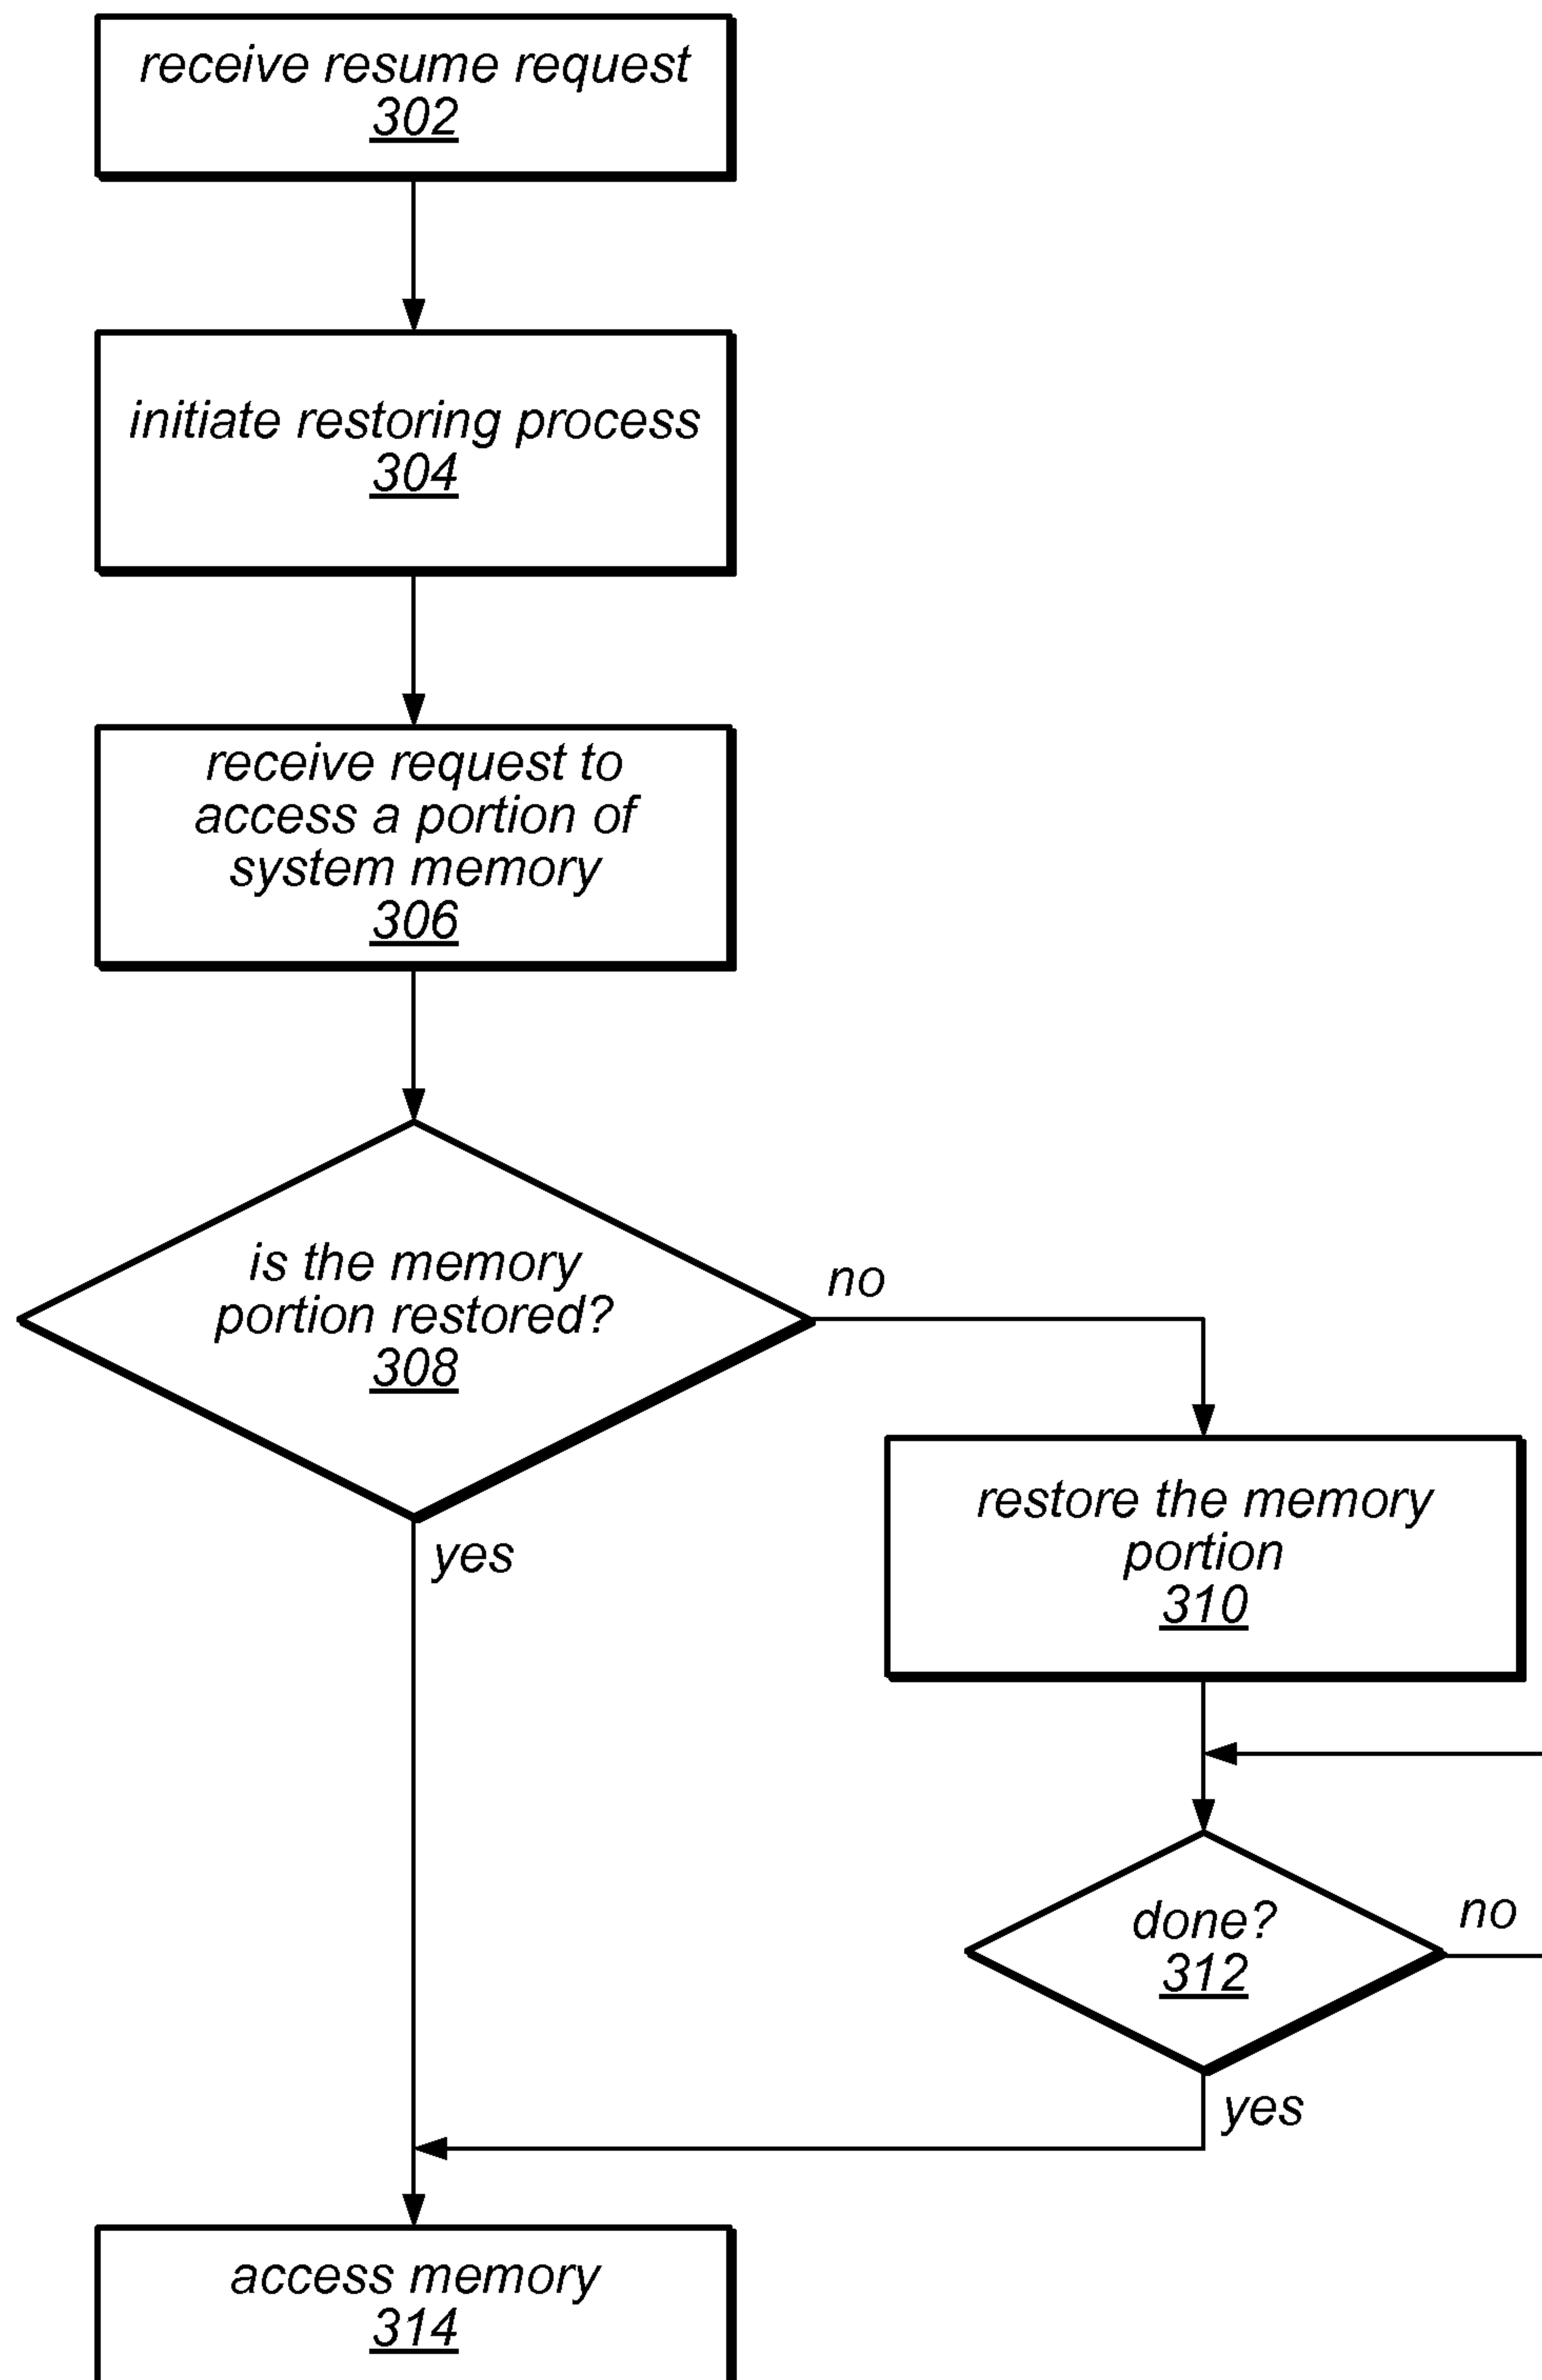 receive resume request
302
initiate restoring process
304
receive request to
access a portion of
system memory
306
is the memory
portion restored?
308
no
yes
restore the memory
portion
310
done?
312
no
yes
access memory
314